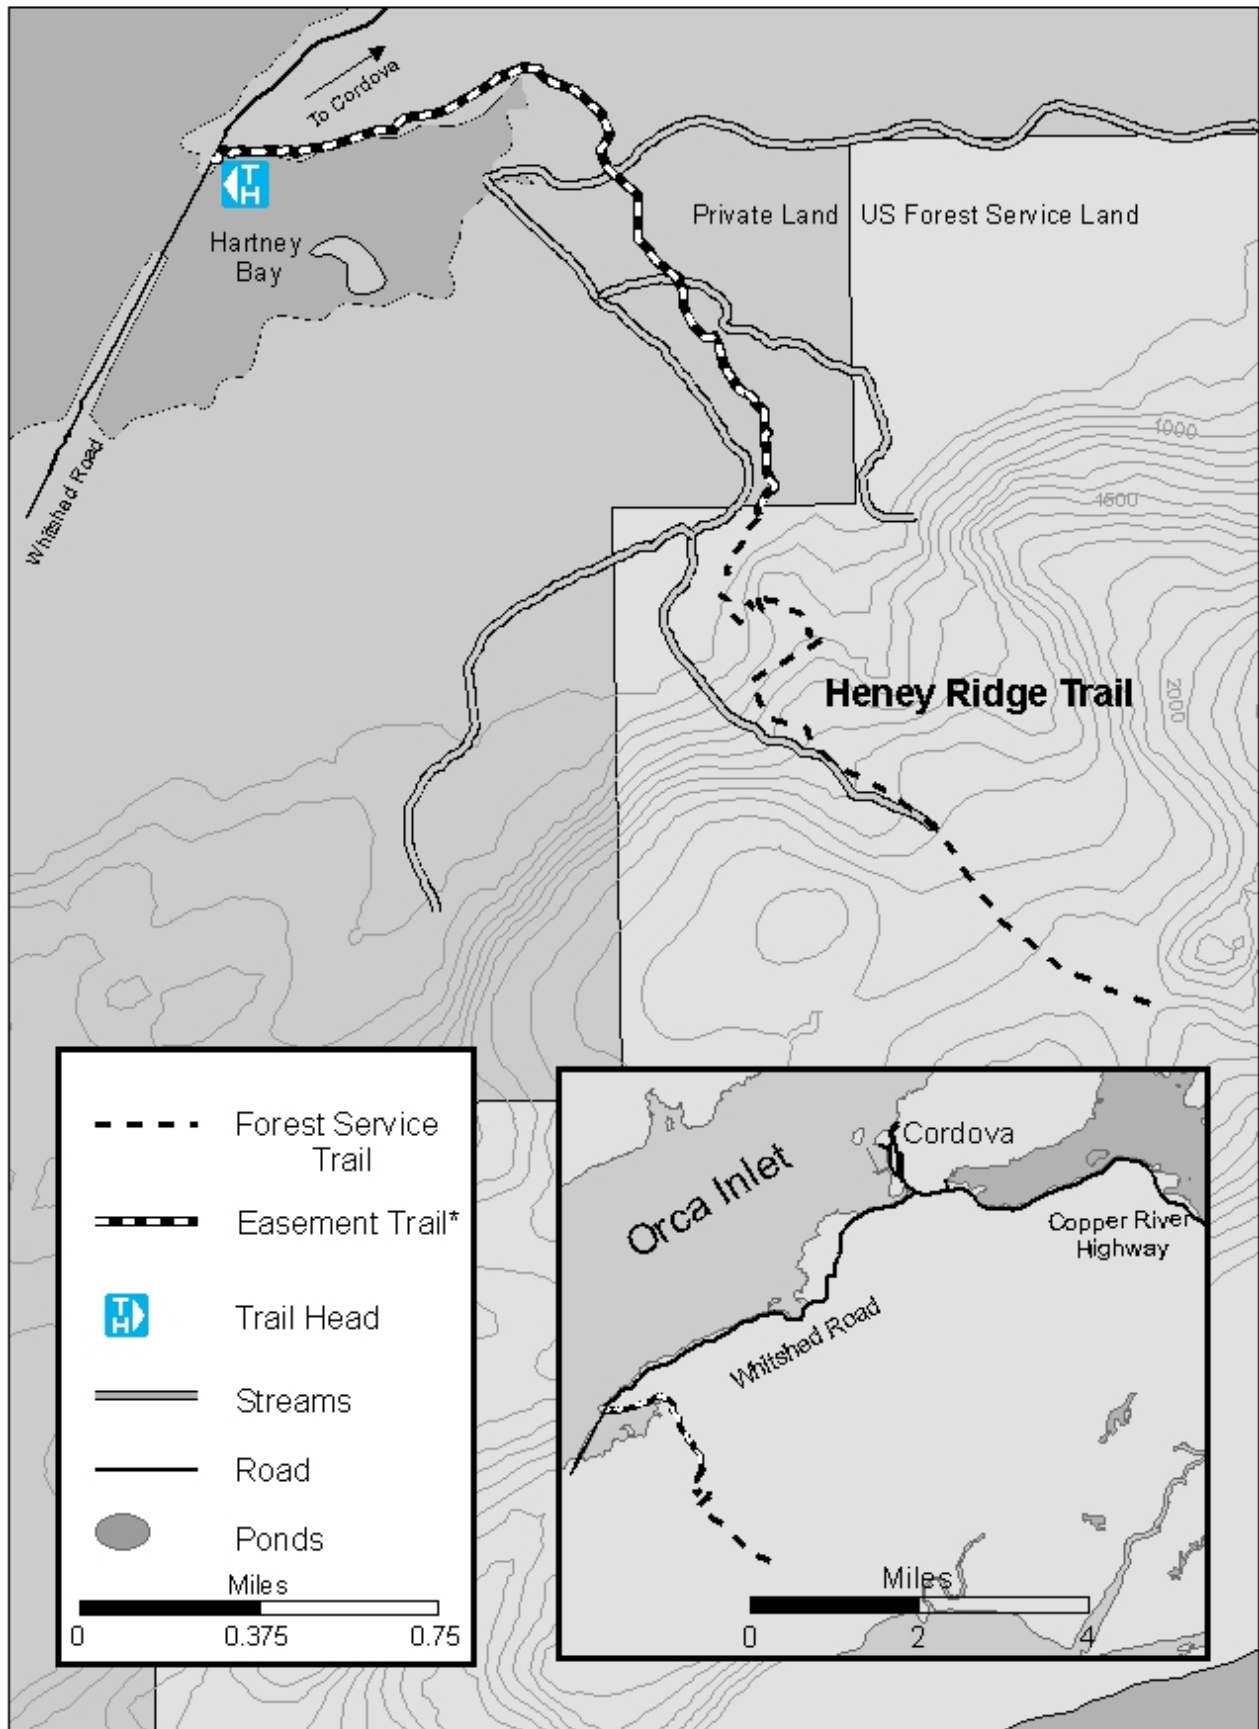 To Cordova
TH
Hartney
Bay
Private Land
US Forest Service Land
Whitshed Road
1000
1500
2000
Heney Ridge Trail
Forest Service
Trail
Easement Trail*
TH
Trail Head
Streams
Road
Ponds
Miles
0 0.375 0.75
Cordova
Orca Inlet
Copper River
Highway
Whitshed Road
Miles
0 2 4